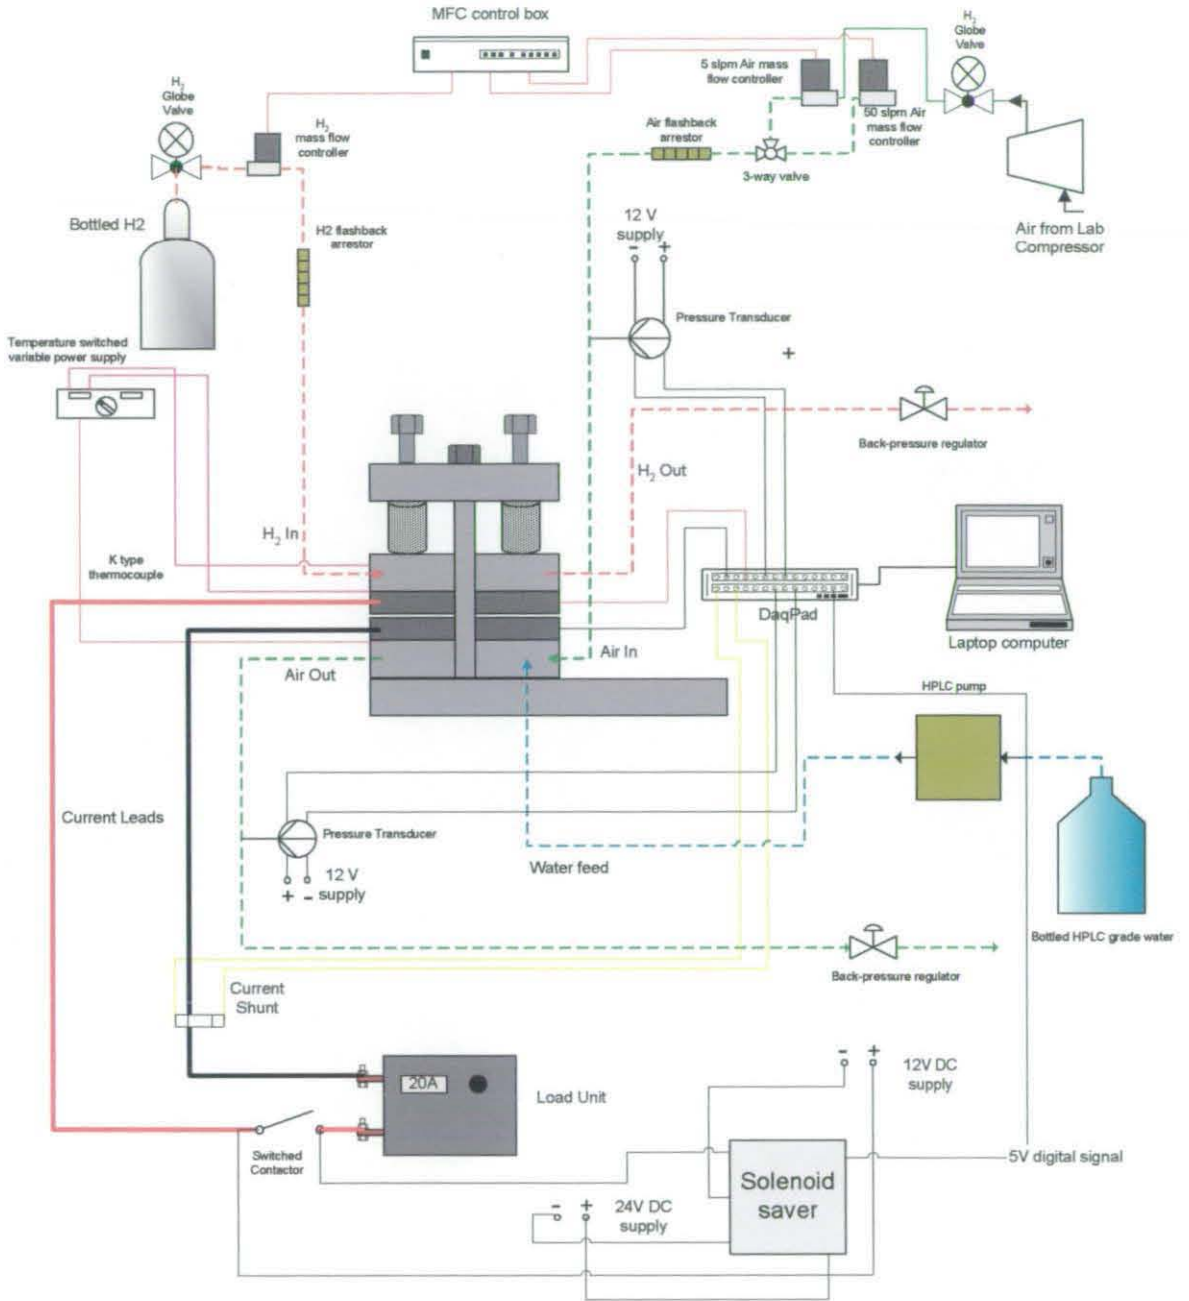 MFC control box
H2
Globe
Valve
5 slpm Air mass
flow controller
H2
Globe
Valve
H2
mass flow
controller
Air flashback
arrestor
50 slpm Air
mass flow
controller
3-way valve
Bottled H2
H2 flashback
arrestor
12 V
supply
- +
Air from Lab
Compressor
Pressure Transducer
+
Temperature switched
variable power supply
Back-pressure regulator
H2 Out
H2 In
K type
thermocouple
DaqPad
Laptop computer
Air In
Air Out
HPLC pump
Current Leads
Pressure Transducer
Water feed
12 V
supply
+ -
Bottled HPLC grade water
Back-pressure regulator
Current
Shunt
- +
12V DC
supply
20A
Load Unit
Switched
Contactor
5V digital signal
Solenoid
saver
- +
24V DC
supply